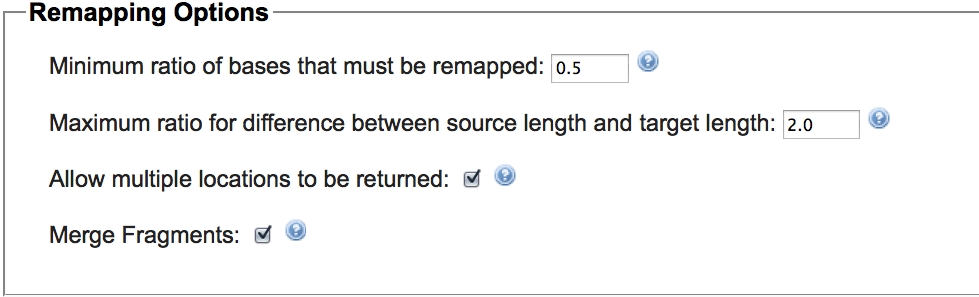 Remapping Options
Minimum ratio of bases that must be remapped: 0.5 ?
Maximum ratio for difference between source length and target length: 2.0 ?
Allow multiple locations to be returned: ?
Merge Fragments: ?